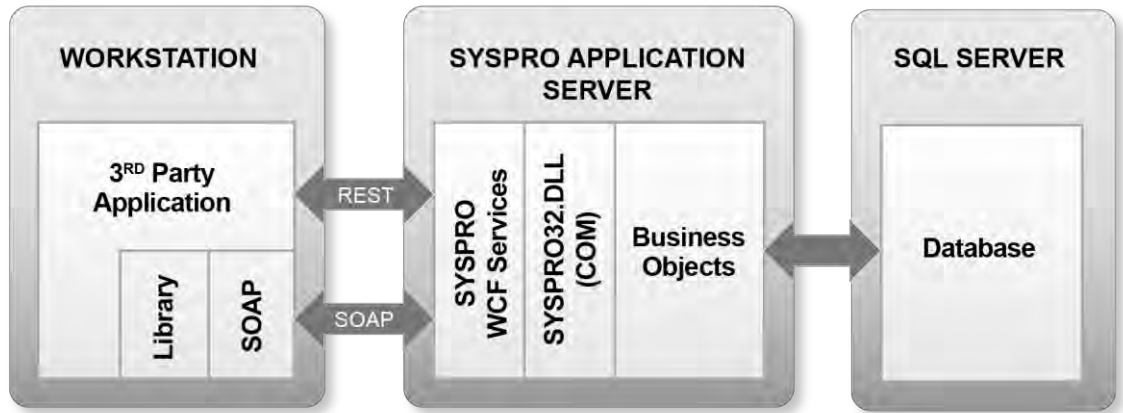 WORKSTATION
3RD Party
Application
Library
SOAP
REST
SOAP
SYSPRO APPLICATION
SERVER
SYSPRO
WCF Services
SYSPRO32.DLL
(COM)
Business
Objects
SQL SERVER
Database